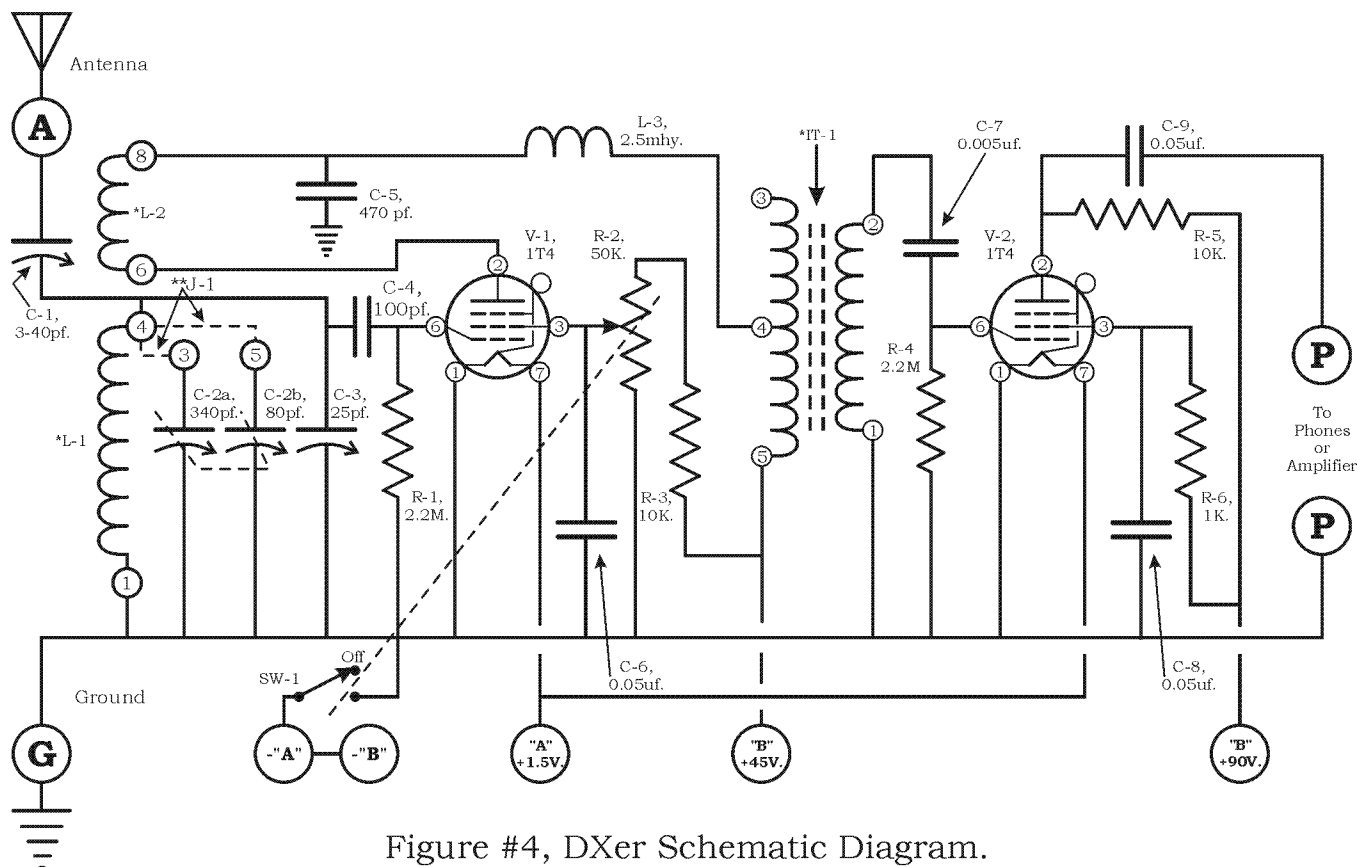 Antenna
A
L-3,
2.5mhy.
*IT-1
C-7
0.005uf.
C-9,
0.05uf.
8
*L-2
C-5,
470 pf.
3
2
6
V-1,
1T4
R-2,
50K.
V-2,
1T4
R-5,
10K.
2
2
**J-1
C-1,
3-40pf.
C-4,
100pf.
4
3
5
6
3
4
R-4
2.2M
6
3
P
1
7
1
7
C-2a,
340pf.
C-2b,
80pf.
C-3,
25pf.
To
Phones
or
Amplifier
*L-1
1
5
R-1,
2.2M.
R-3,
10K.
R-6,
1K.
P
1
Off
SW-1
C-6,
0.05uf.
C-8,
0.05uf.
Ground
G
-"A"
-"B"
"A"
+1.5V.
"B"
+45V.
"B"
+90V.
Figure #4, DXer Schematic Diagram.